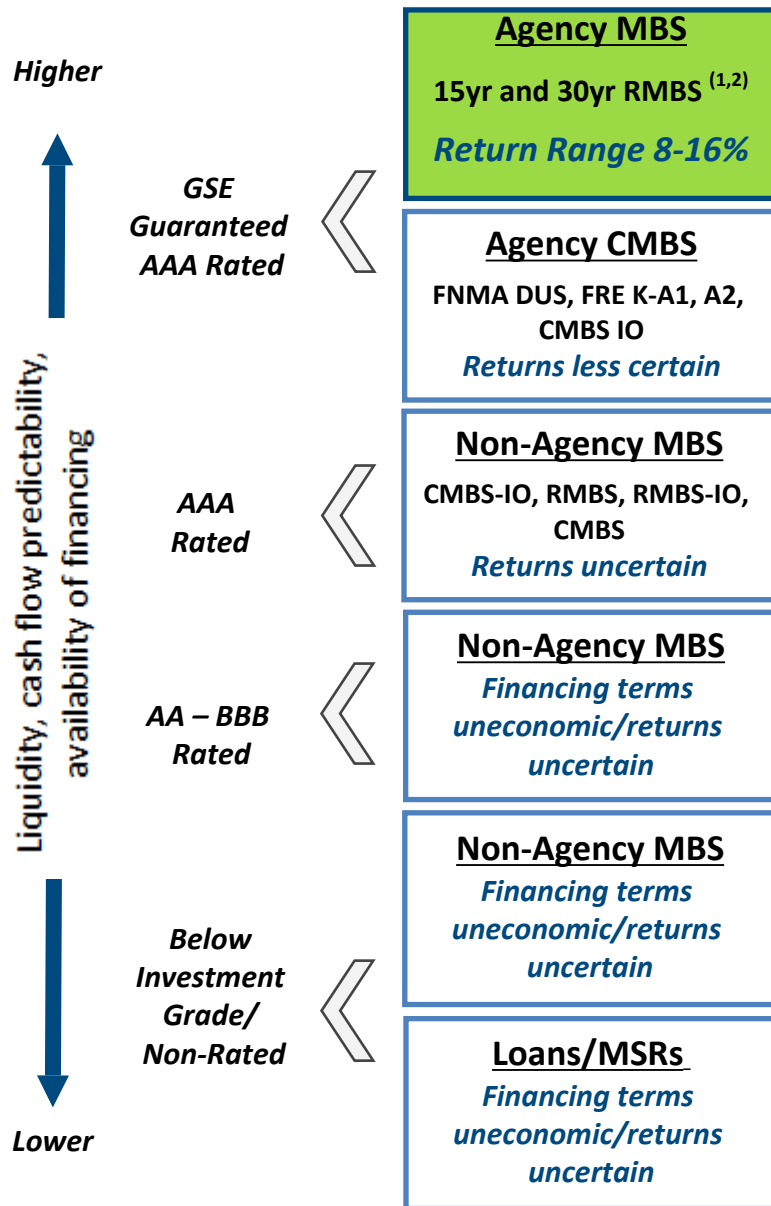 Higher
Liquidity, cash flow predictability,
availability of financing
Lower
GSE
Guaranteed
AAA Rated
AAA
Rated
AA – BBB
Rated
Below
Investment
Grade/
Non-Rated
Agency MBS
15yr and 30yr RMBS (1,2)
Return Range 8-16%
Agency CMBS
FNMA DUS, FRE K-A1, A2,
CMBS IO
Returns less certain
Non-Agency MBS
CMBS-IO, RMBS, RMBS-IO,
CMBS
Returns uncertain
Non-Agency MBS
Financing terms
uneconomic/returns
uncertain
Non-Agency MBS
Financing terms
uneconomic/returns
uncertain
Loans/MSRs
Financing terms
uneconomic/returns
uncertain